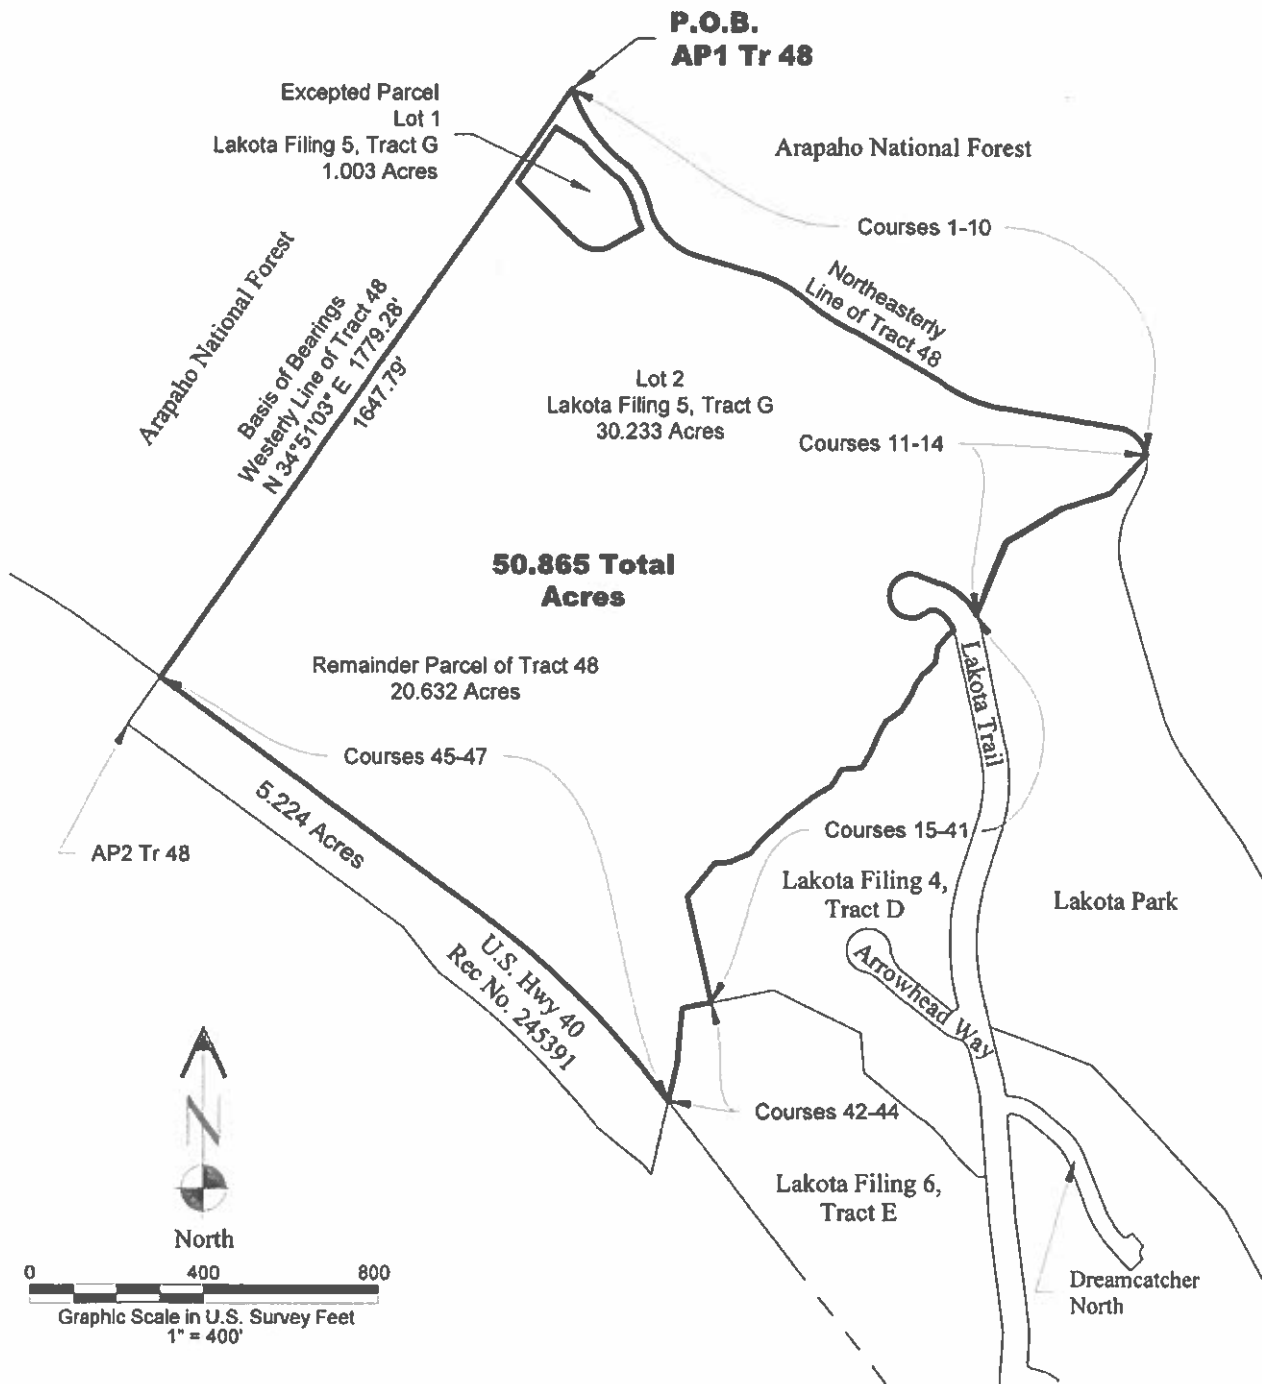 P.O.B.
AP1 Tr 48
Excepted Parcel
Lot 1
Lakota Filing 5, Tract G
1.003 Acres
Arapaho National Forest
Courses 1-10
Arapaho National Forest
Basis of Bearings
Westerly Line of Tract 48
N 34°51'03" E 1779.28'
1647.79'
Northeasterly
Line of Tract 48
Lot 2
Lakota Filing 5, Tract G
30.233 Acres
Courses 11-14
50.865 Total
Acres
Remainder Parcel of Tract 48
20.632 Acres
Lakota Trail
Courses 45-47
5.224 Acres
AP2 Tr 48
Courses 15-41
Lakota Filing 4,
Tract D
Lakota Park
U.S. Hwy 40
Rec No. 245391
Arrowhead Way
Courses 42-44
Lakota Filing 6,
Tract E
N
North
Dreamcatcher
North
0 400 800
Graphic Scale in U.S. Survey Feet
1" = 400'